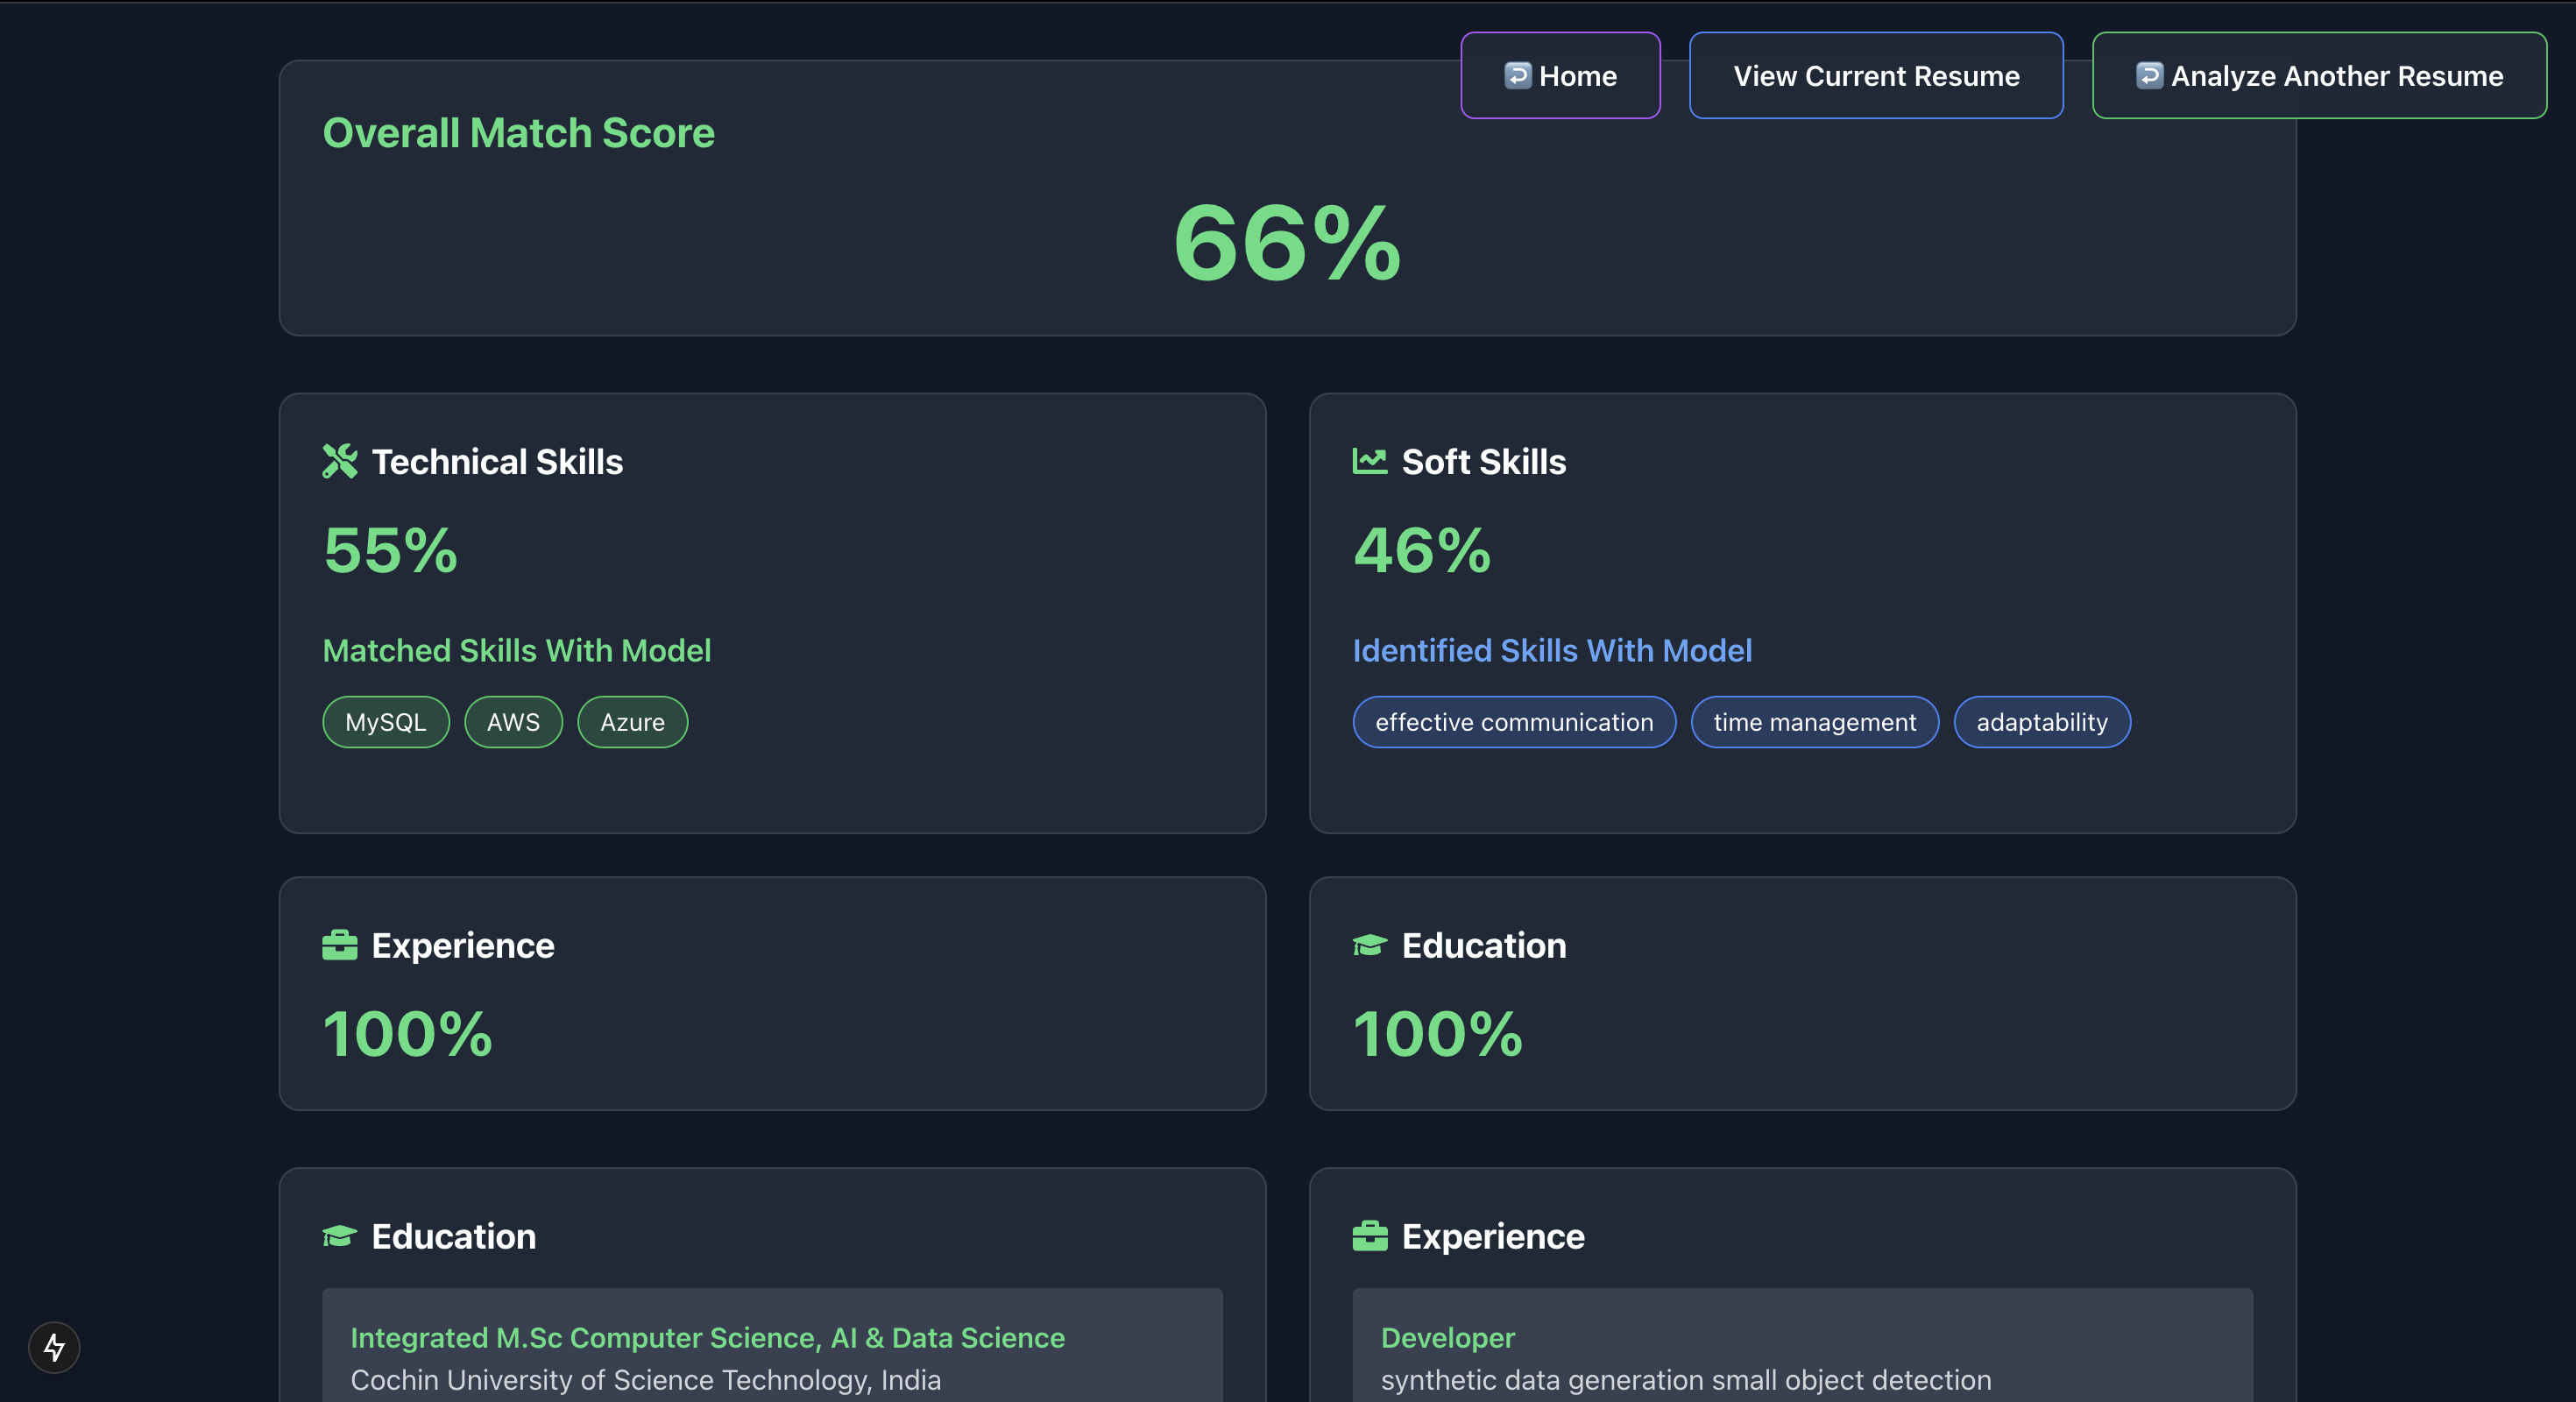 Home
View Current Resume
Analyze Another Resume
Overall Match Score
66%
Technical Skills
55%
Matched Skills With Model
MySQL
AWS
Azure
Soft Skills
46%
Identified Skills With Model
effective communication
time management
adaptability
Experience
100%
Education
100%
Education
Integrated M.Sc Computer Science, AI & Data Science
Cochin University of Science Technology, India
Experience
Developer
synthetic data generation small object detection